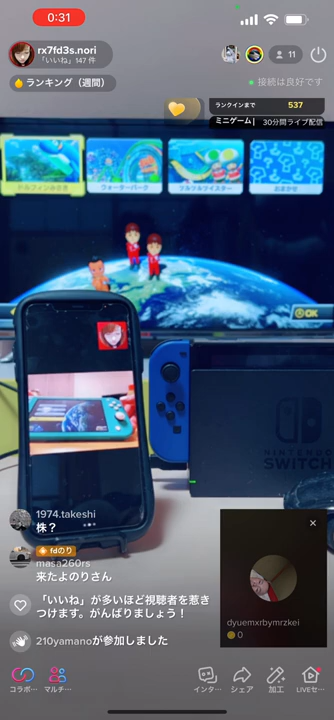 0:31
rx7fd3s.nori
「いいね」147 件
11
ランキング（週間）
接続は良好です
ランクインまで 537
ミニゲーム| 30分間ライブ配信
ドルフィンみさき
ウォーターパーク
ツルツルツイスター
おまかせ
OK
NINTENDO
SWITCH
1974.takeshi
株？
fdのり
masa260rs
来たよのりさん
「いいね」が多いほど視聴者を惹き
つけます。がんばりましょう！
210yamanoが参加しました
dyuemxrbymrzkei
0
コラボ…
マルチ…
インタ…
シェア
加工
LIVEセ…